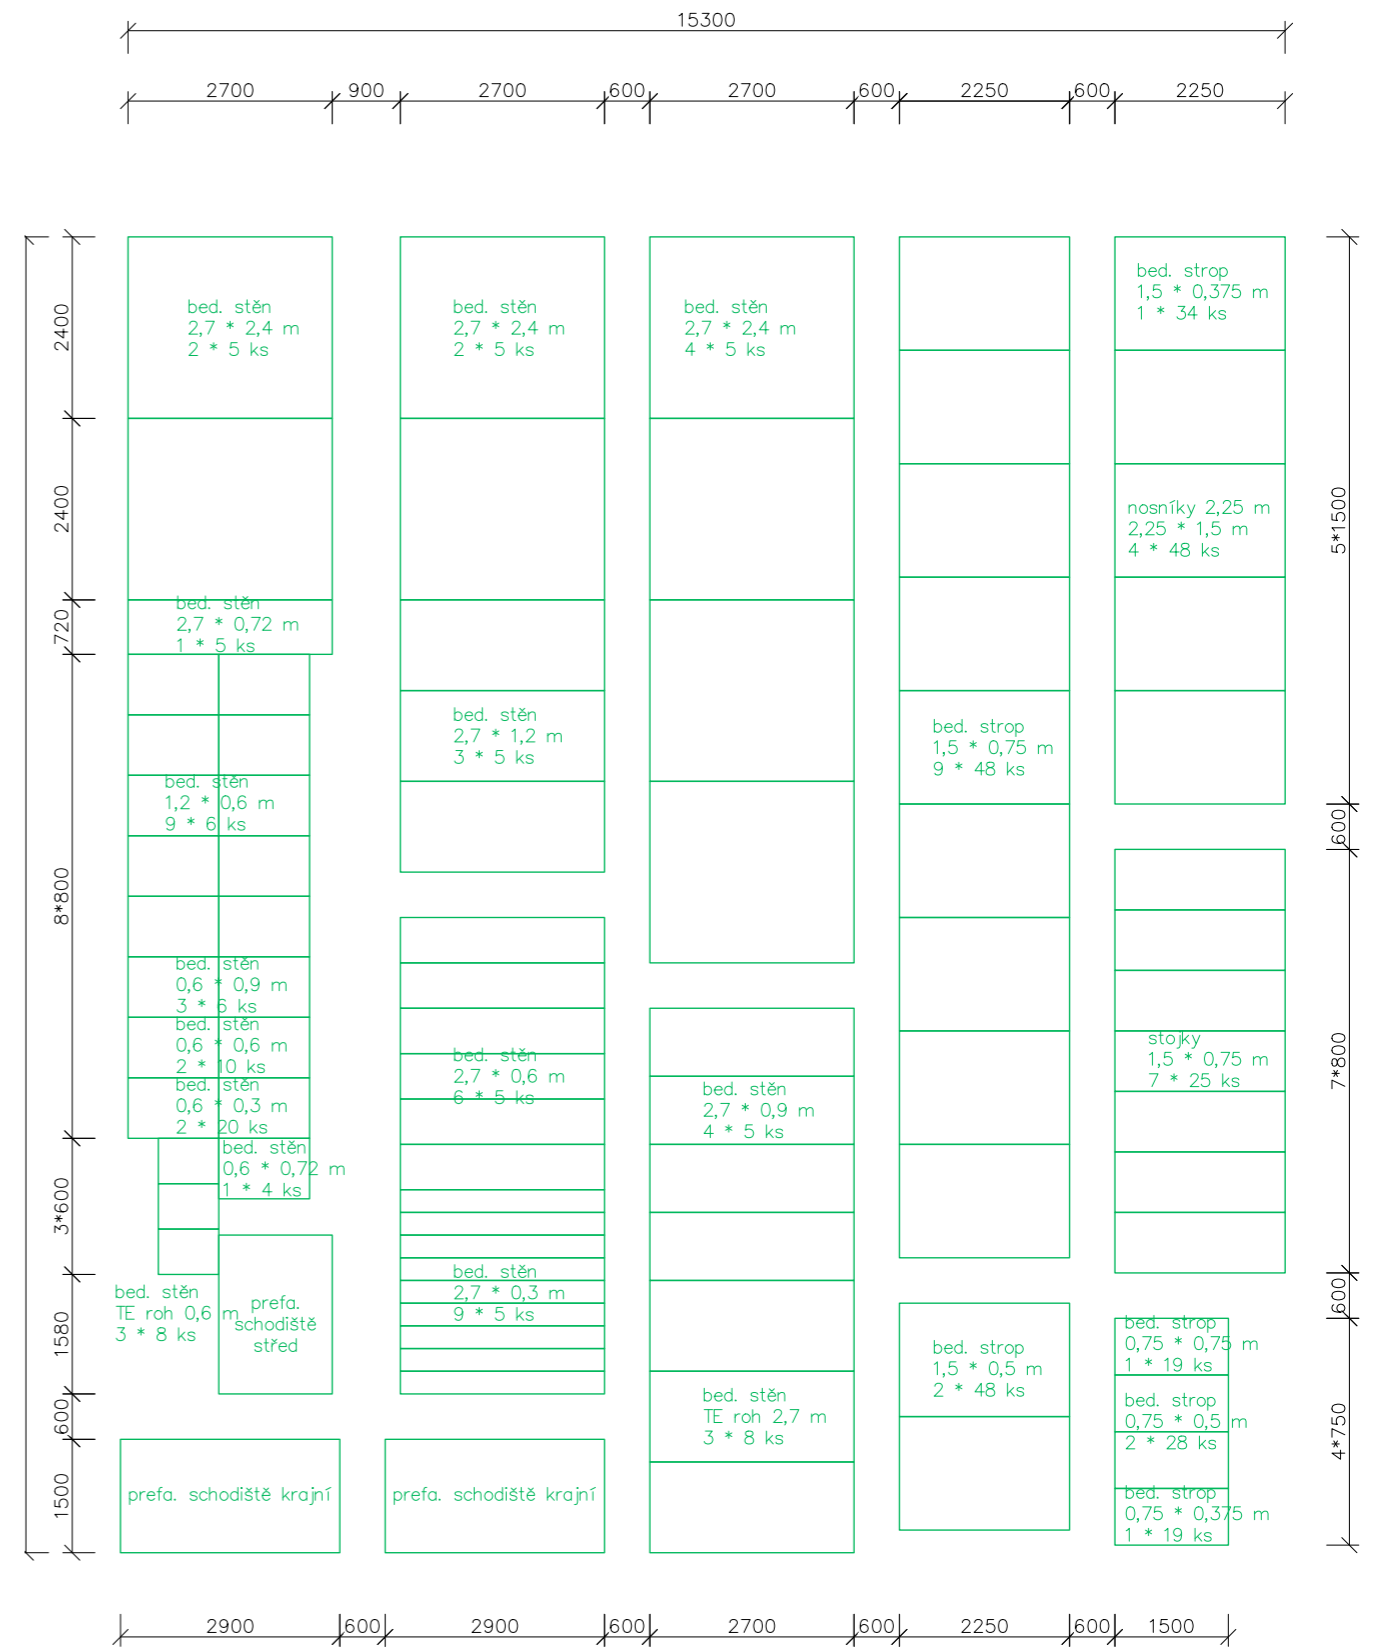 15300
2700
900
2700
600
2700
600
2250
600
2250
2400
2400
720
8*800
3*600
1580
600
1500
bed. stěn
2,7 * 2,4 m
2 * 5 ks
bed. stěn
2,7 * 0,72 m
1 * 5 ks
bed. stěn
1,2 * 0,6 m
9 * 6 ks
bed. stěn
0,6 * 0,9 m
3 * 6 ks
bed. stěn
0,6 * 0,6 m
2 * 10 ks
bed. stěn
0,6 * 0,3 m
2 * 20 ks
bed. stěn
0,6 * 0,72 m
1 * 4 ks
bed. stěn
TE roh 0,6 m
3 * 8 ks
prefa.
schodiště
střed
prefa. schodiště krajní
bed. stěn
2,7 * 2,4 m
2 * 5 ks
bed. stěn
2,7 * 1,2 m
3 * 5 ks
bed. stěn
2,7 * 0,6 m
6 * 5 ks
bed. stěn
2,7 * 0,3 m
9 * 5 ks
prefa. schodiště krajní
bed. stěn
2,7 * 2,4 m
4 * 5 ks
bed. stěn
2,7 * 0,9 m
4 * 5 ks
bed. stěn
TE roh 2,7 m
3 * 8 ks
bed. strop
1,5 * 0,75 m
9 * 48 ks
bed. strop
1,5 * 0,5 m
2 * 48 ks
bed. strop
1,5 * 0,375 m
1 * 34 ks
nosníky 2,25 m
2,25 * 1,5 m
4 * 48 ks
stojky
1,5 * 0,75 m
7 * 25 ks
bed. strop
0,75 * 0,75 m
1 * 19 ks
bed. strop
0,75 * 0,5 m
2 * 28 ks
bed. strop
0,75 * 0,375 m
1 * 19 ks
5*1500
600
7*800
600
4*750
2900
600
2900
600
2700
600
2250
600
1500